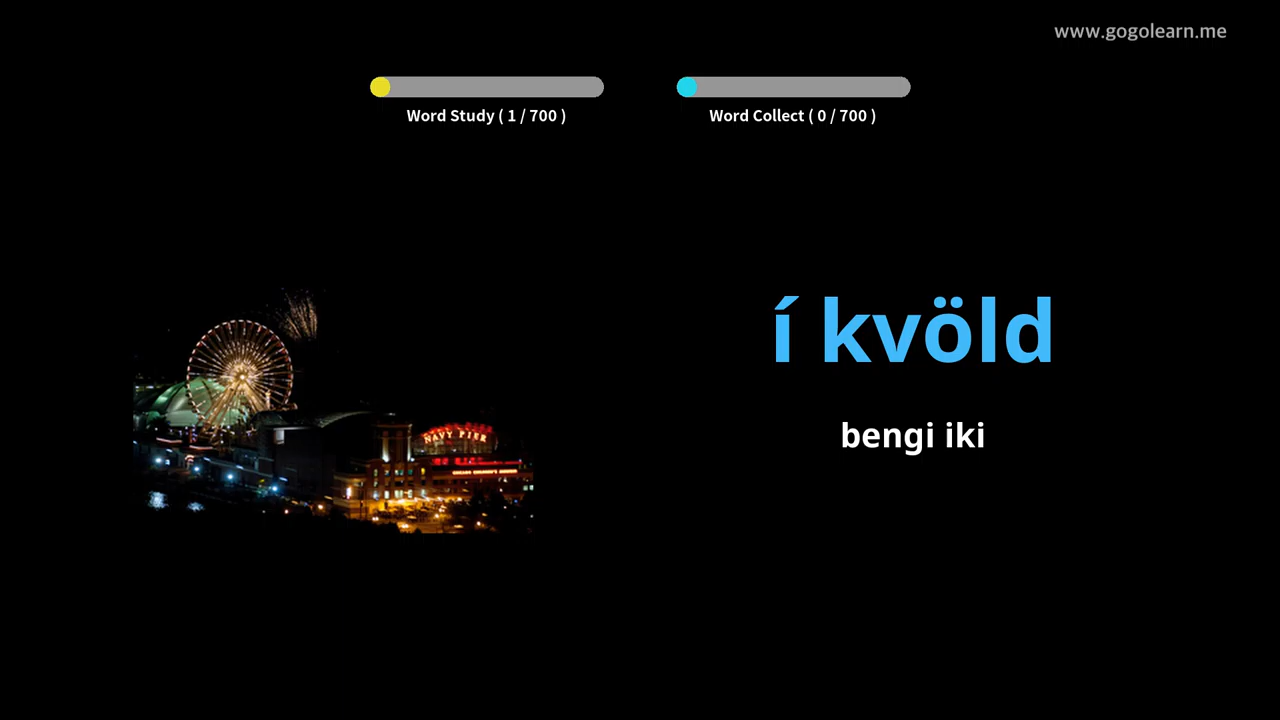 www.gogolearn.me
Word Study ( 1 / 700 )
Word Collect ( 0 / 700 )
í kvöld
bengi iki
NAVY PIER